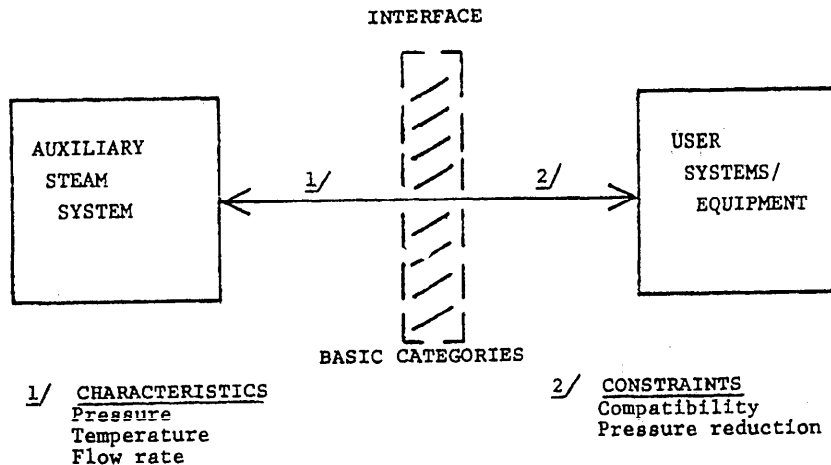 INTERFACE
AUXILIARY
STEAM
SYSTEM
1/
2/
USER
SYSTEMS/
EQUIPMENT
BASIC CATEGORIES
1/ CHARACTERISTICS
Pressure
Temperature
Flow rate
2/ CONSTRAINTS
Compatibility
Pressure reduction